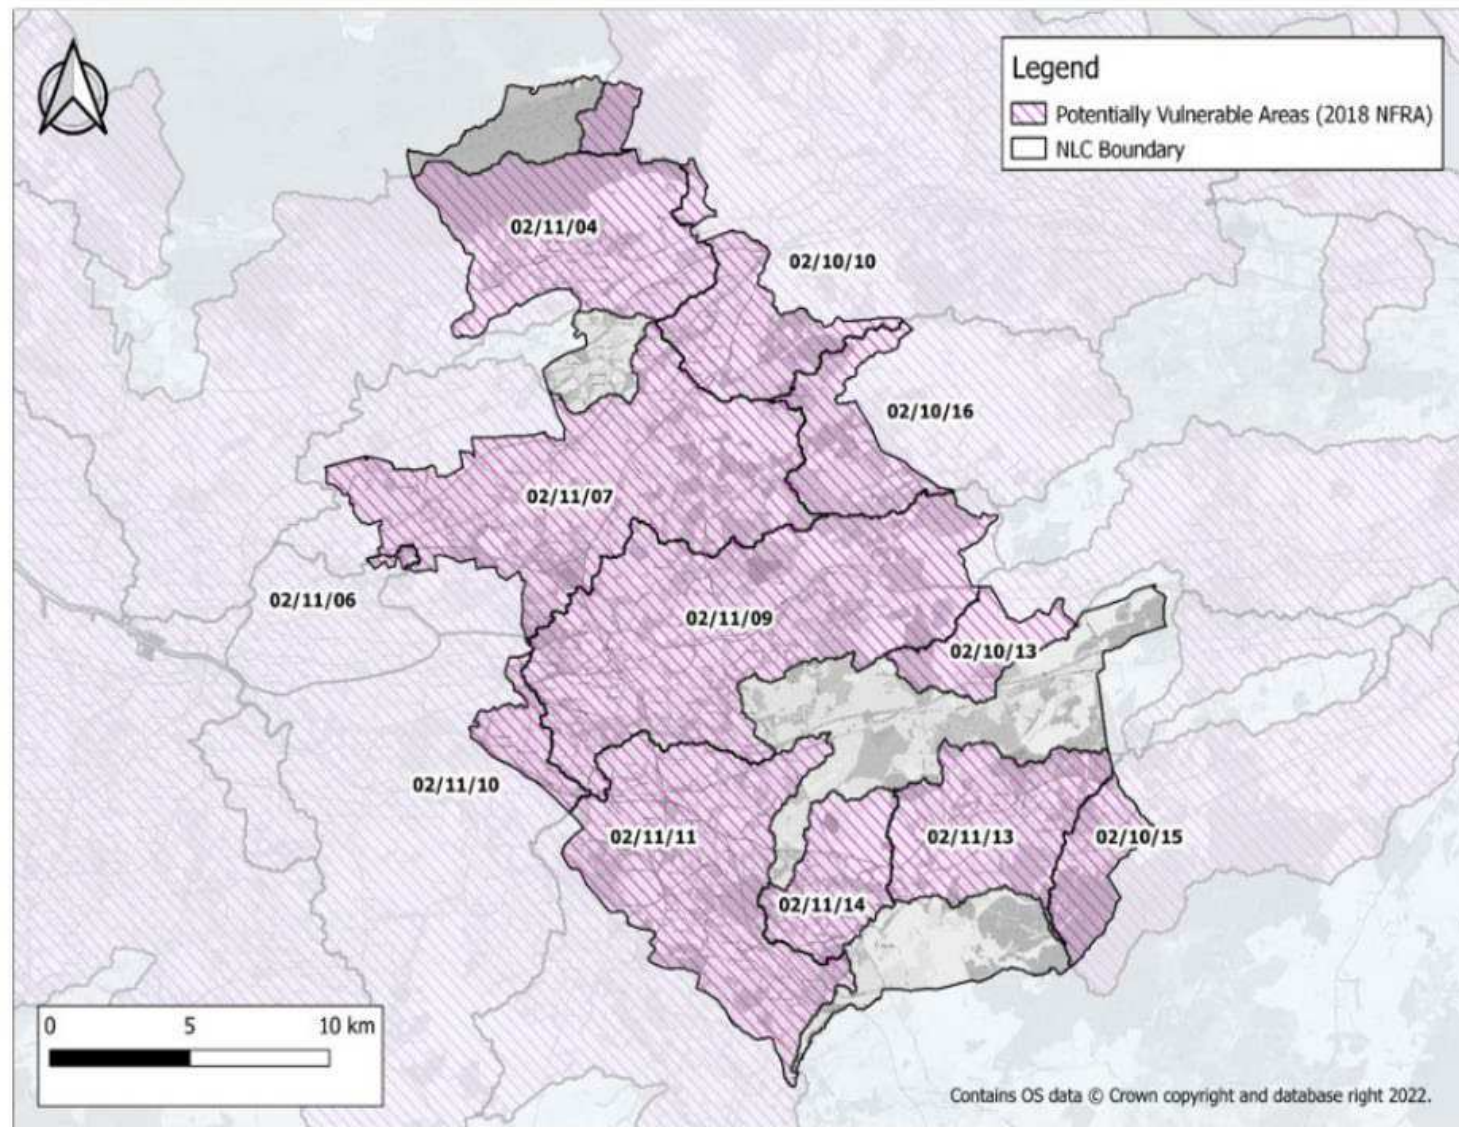 Legend
Potentially Vulnerable Areas (2018 NFRA)
NLC Boundary
02/11/04
02/10/10
02/10/16
02/11/07
02/11/06
02/11/09
02/10/13
02/11/10
02/11/11
02/11/13
02/10/15
02/11/14
0 5 10 km
Contains OS data © Crown copyright and database right 2022.